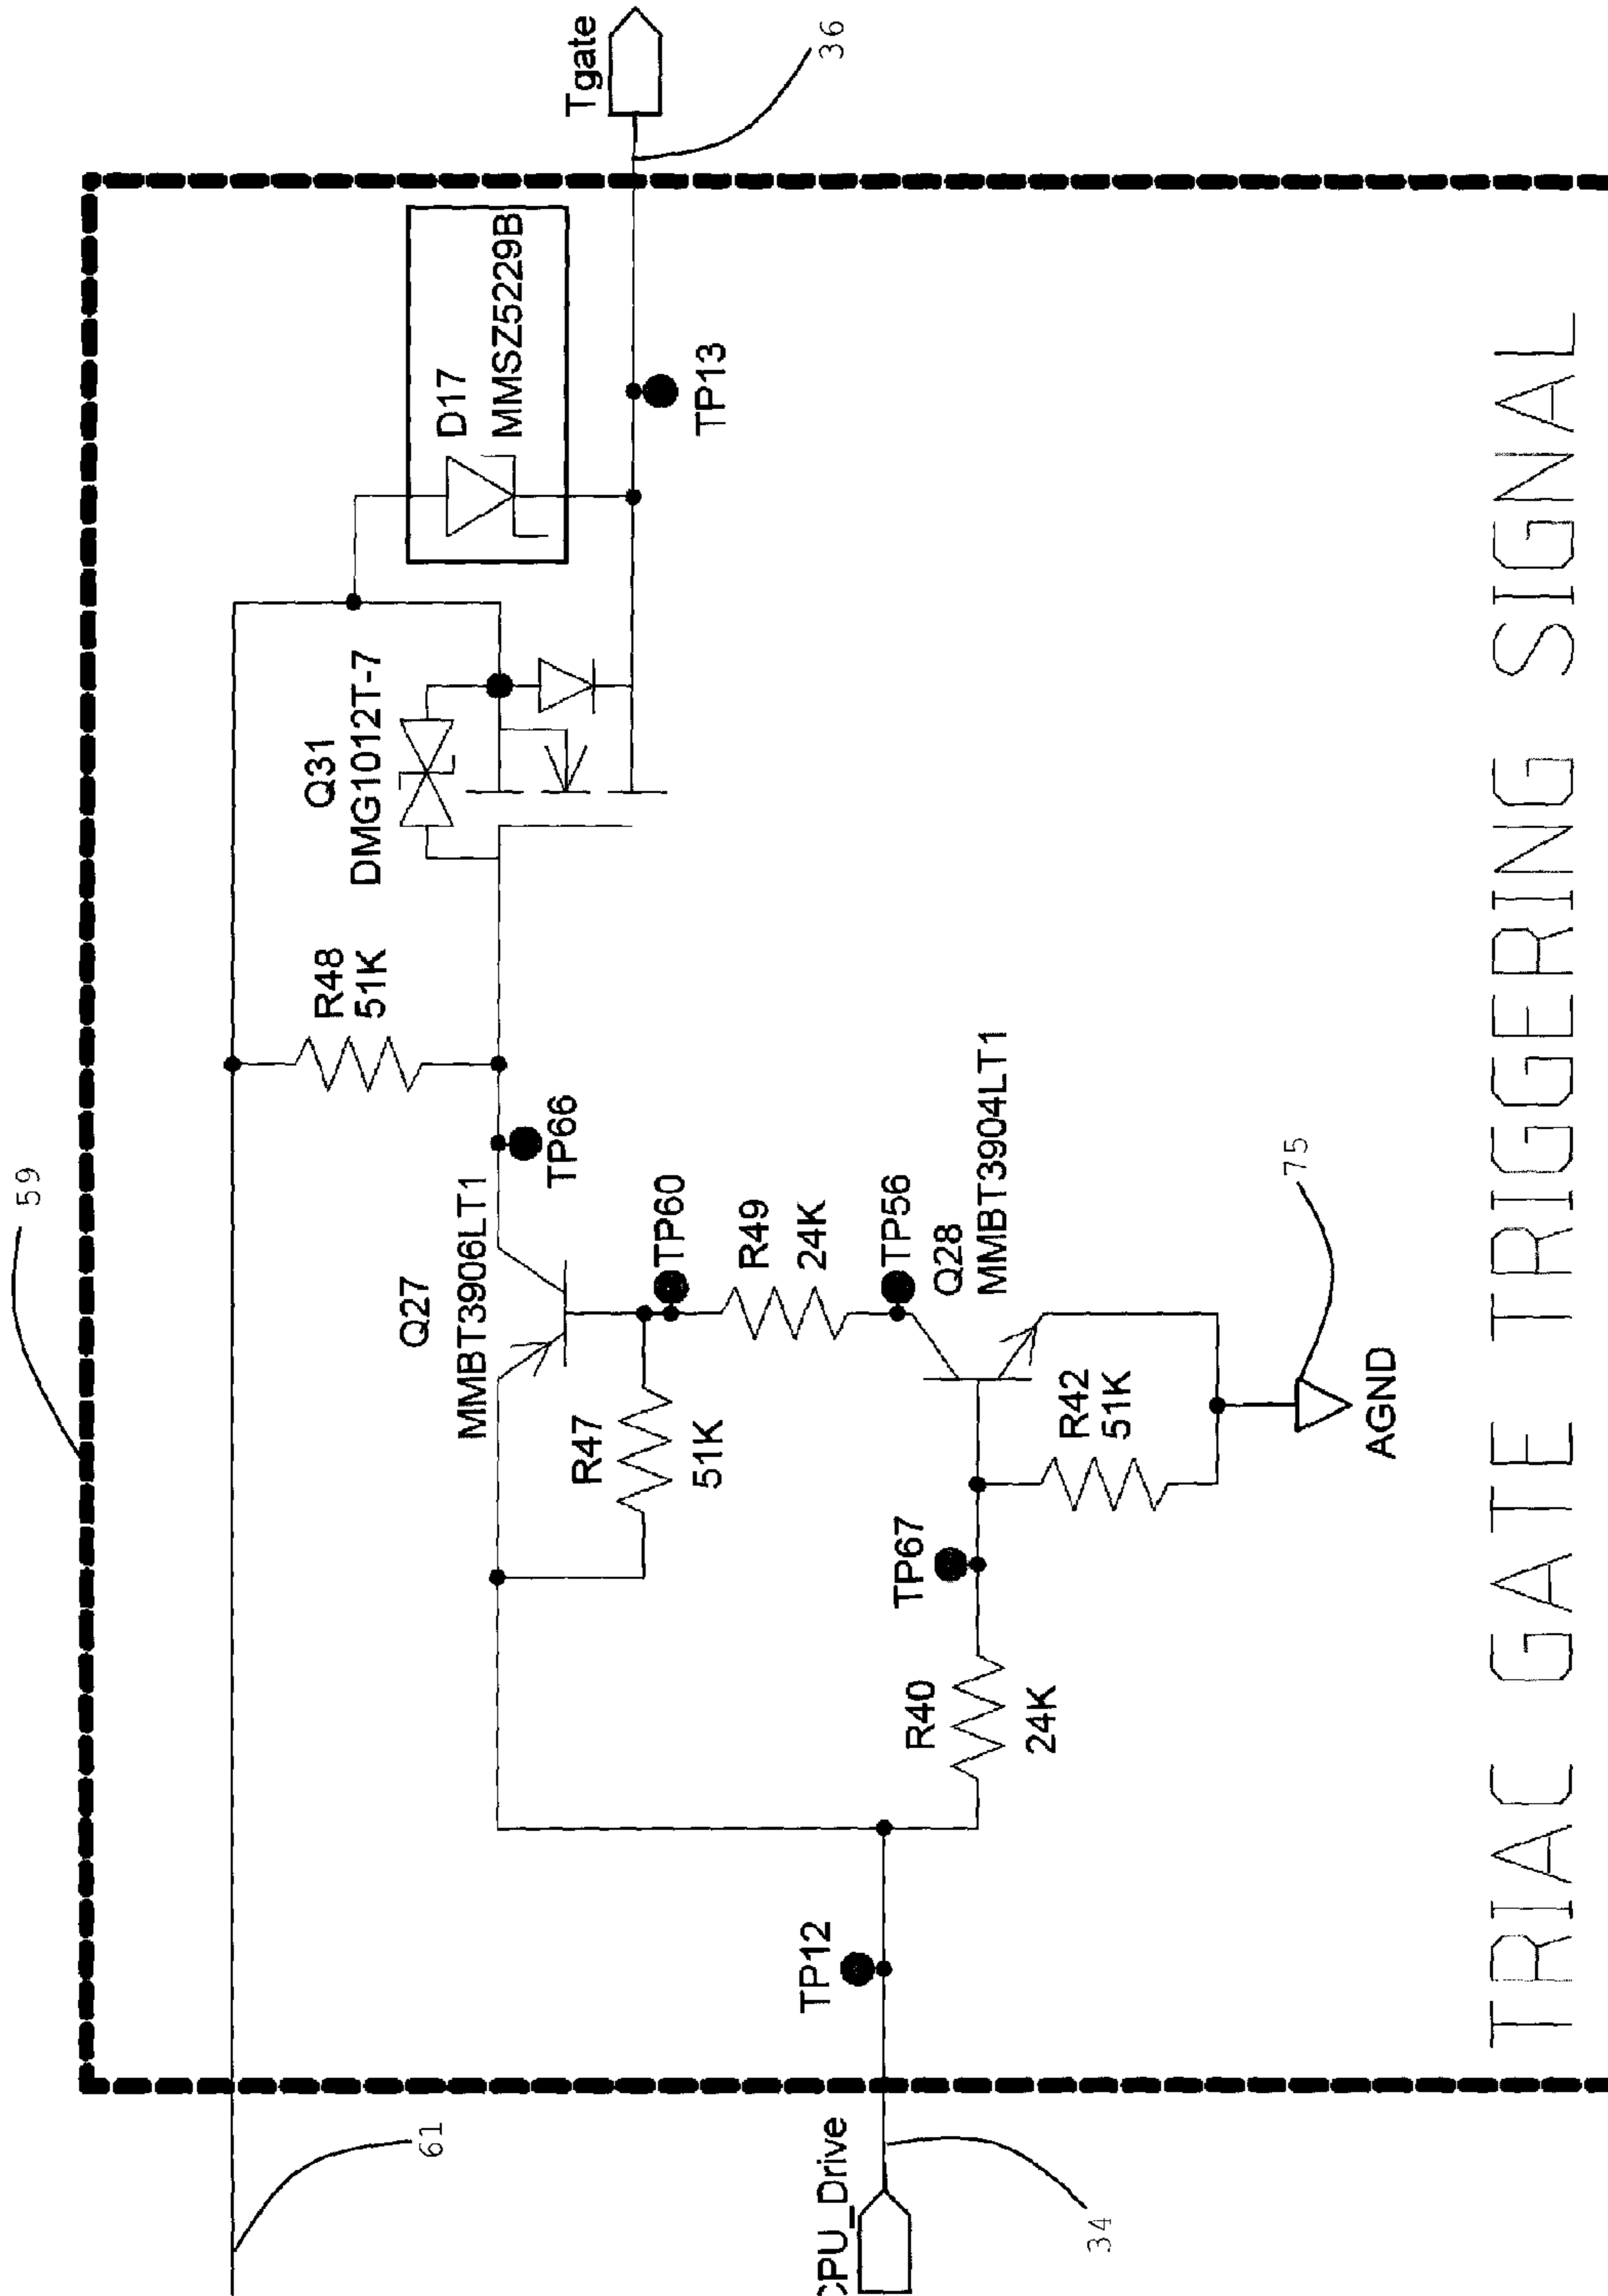 59
61
Q31
DMG1012T-7
R48
51K
D17
MMSZ5229B
Tgate
36
TP13
Q27
MMBT3906LT1
TP66
R47
51K
TP60
R49
24K
TP56
Q28
MMBT3904LT1
TP12
CPU_Drive
34
R40
24K
TP67
R42
51K
75
AGND
TRIAC GATE TRIGGERING SIGNAL